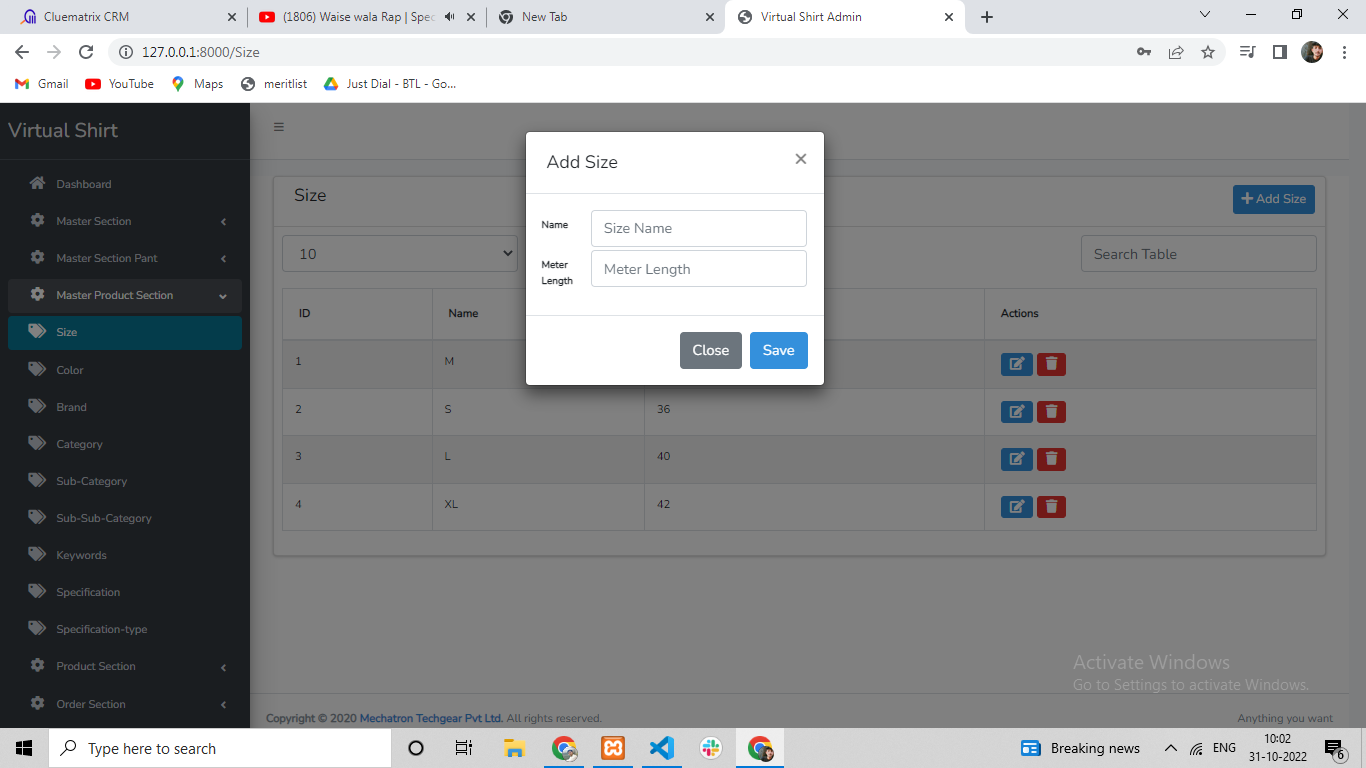 Cluematrix CRM
(1806) Waise wala Rap | Spec
New Tab
Virtual Shirt Admin
127.0.0.1:8000/Size
Gmail
YouTube
Maps
meritlist
Just Dial - BTL - Go...
Virtual Shirt
Dashboard
Master Section
Master Section Pant
Master Product Section
Size
Color
Brand
Category
Sub-Category
Sub-Sub-Category
Keywords
Specification
Specification-type
Product Section
Order Section
Size
Add Size
10
Search Table
ID
Name
Actions
1
M
2
S
36
3
L
40
4
XL
42
Add Size
×
Name
Size Name
Meter
Length
Meter Length
Close
Save
Activate Windows
Go to Settings to activate Windows.
Copyright © 2020 Mechatron Techgear Pvt Ltd. All rights reserved.
Anything you want
Type here to search
Breaking news
ENG
10:02
31-10-2022
6